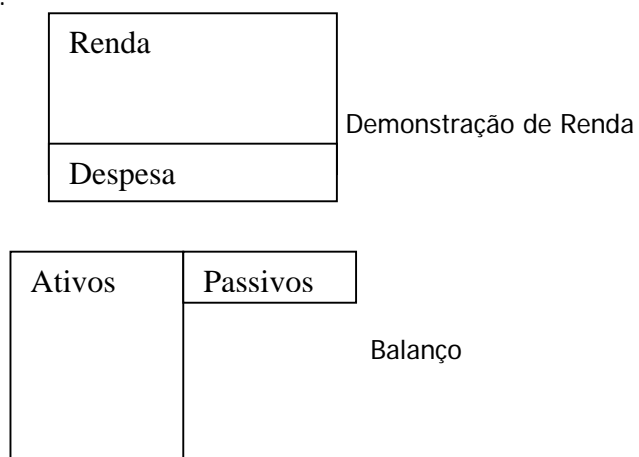 .
Renda
Demonstração de Renda
Despesa
Ativos Passivos
Balanço